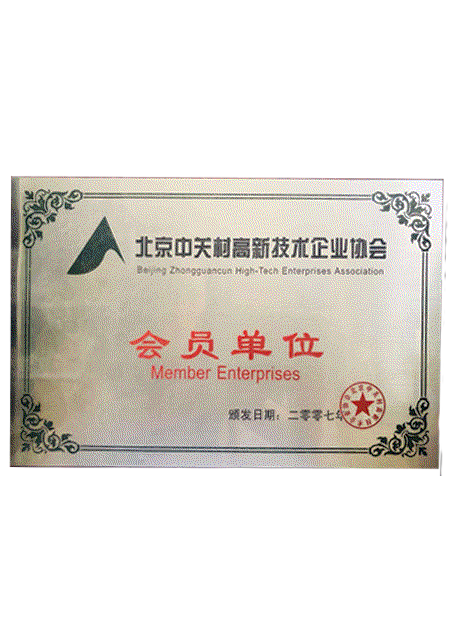 北京中关村高新技术企业协会
Beijing Zhongguancun High-Tech Enterprises Association
会员单位
Member Enterprises
颁发日期：二零零七年